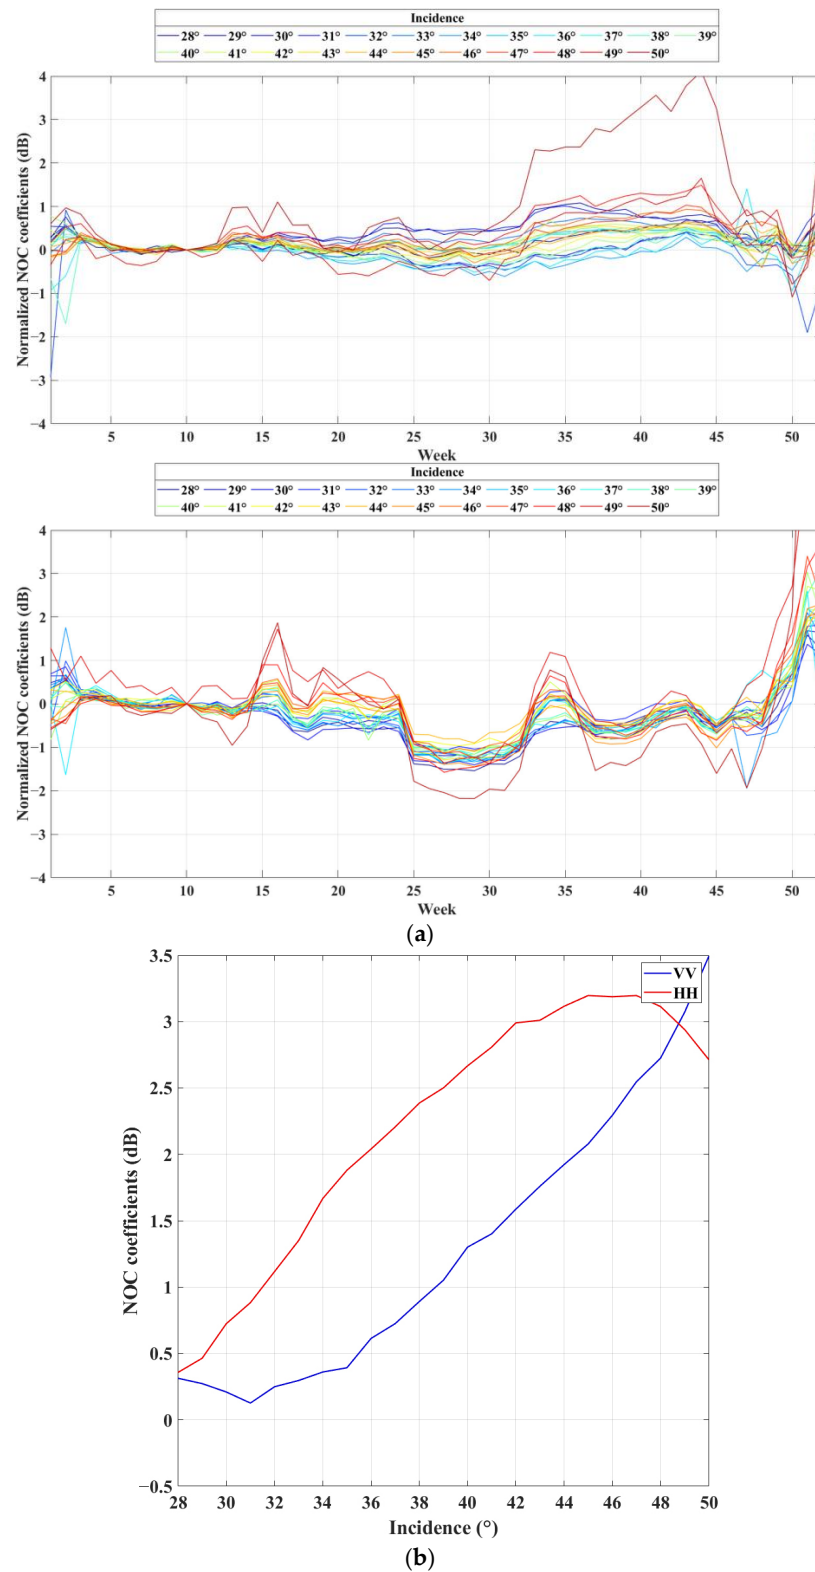 Incidence
28° 29° 30° 31° 32° 33° 34° 35° 36° 37° 38° 39°
40° 41° 42° 43° 44° 45° 46° 47° 48° 49° 50°
Normalized NOC coefficients (dB)
4
3
2
1
0
−1
−2
−3
−4
5 10 15 20 25 30 35 40 45 50
Week
Incidence
28° 29° 30° 31° 32° 33° 34° 35° 36° 37° 38° 39°
40° 41° 42° 43° 44° 45° 46° 47° 48° 49° 50°
Normalized NOC coefficients (dB)
4
3
2
1
0
−1
−2
−3
−4
5 10 15 20 25 30 35 40 45 50
Week
(a)
VV
HH
NOC coefficients (dB)
3.5
3
2.5
2
1.5
1
0.5
0
−0.5
28 30 32 34 36 38 40 42 44 46 48 50
Incidence (°)
(b)